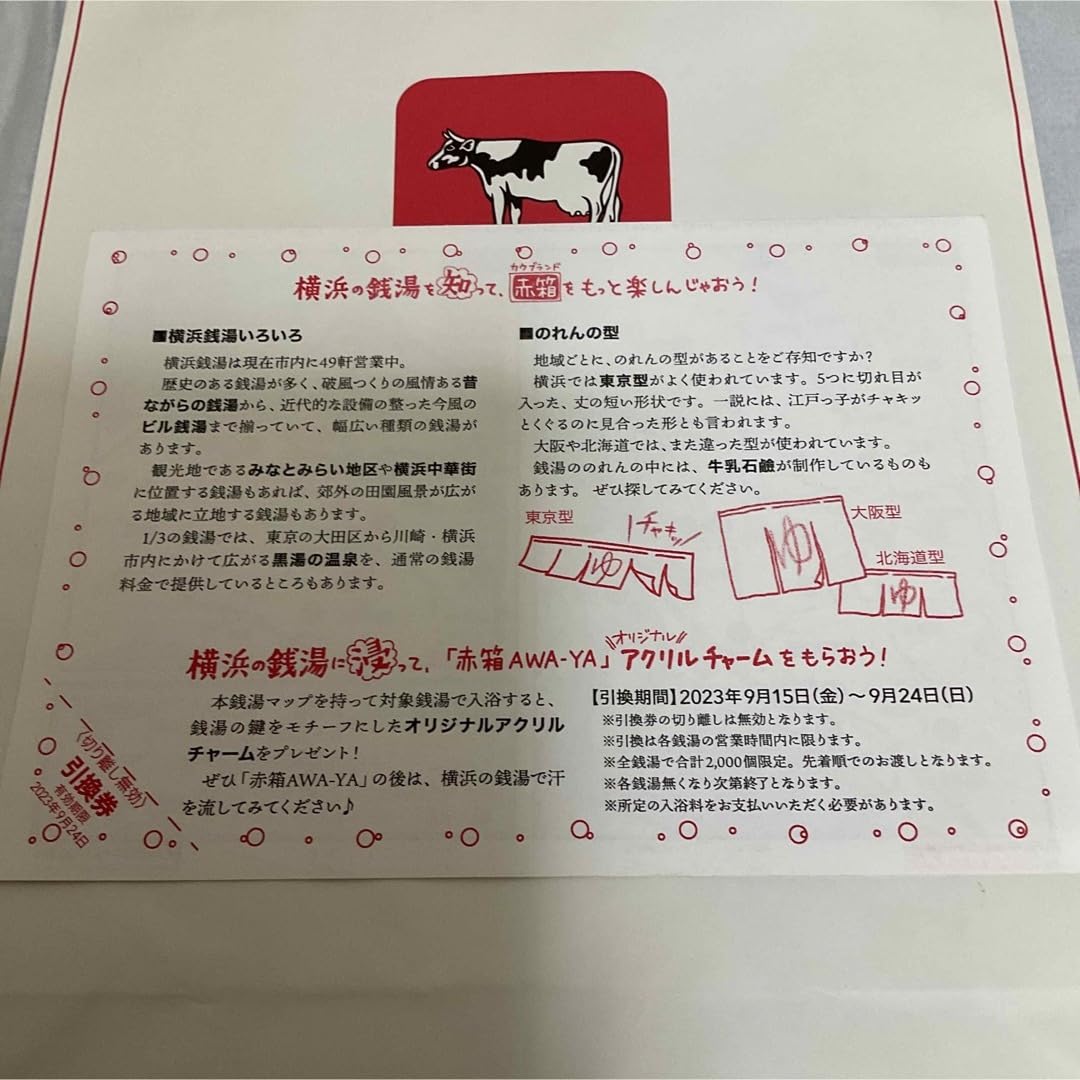 カウブランド
横浜の銭湯を知って、赤箱をもっと楽しんじゃおう！
■横浜銭湯いろいろ
横浜銭湯は現在市内に49軒営業中。
歴史のある銭湯が多く、破風つくりの風情ある昔
ながらの銭湯から、近代的な設備の整った今風の
ビル銭湯まで揃っていて、幅広い種類の銭湯が
あります。
観光地であるみなとみらい地区や横浜中華街
に位置する銭湯もあれば、郊外の田園風景が広が
る地域に立地する銭湯もあります。
1/3の銭湯では、東京の大田区から川崎・横浜
市内にかけて広がる黒湯の温泉を、通常の銭湯
料金で提供しているところもあります。
■のれんの型
地域ごとに、のれんの型があることをご存知ですか？
横浜では東京型がよく使われています。5つに切れ目が
入った、丈の短い形状です。一説には、江戸っ子がチャキッ
とくぐるのに見合った形とも言われます。
大阪や北海道では、また違った型が使われています。
銭湯ののれんの中には、牛乳石鹼が制作しているものも
あります。 ぜひ探してみてください。
東京型
チャキッ
ゆ
大阪型
ゆ
北海道型
ゆ
オリジナル
横浜の銭湯に浸って、「赤箱AWA-YA」アクリルチャームをもらおう！
本銭湯マップを持って対象銭湯で入浴すると、
銭湯の鍵をモチーフにしたオリジナルアクリル
チャームをプレゼント！
ぜひ「赤箱AWA-YA」の後は、横浜の銭湯で汗
を流してみてください♪
【引換期間】2023年9月15日(金)～9月24日(日)
※引換券の切り離しは無効となります。
※引換は各銭湯の営業時間内に限ります。
※全銭湯で合計2,000個限定。先着順でのお渡しとなります。
※各銭湯無くなり次第終了となります。
※所定の入浴料をお支払いいただく必要があります。
〈切り離し無効〉
引換券
有効期限
2023年9月24日